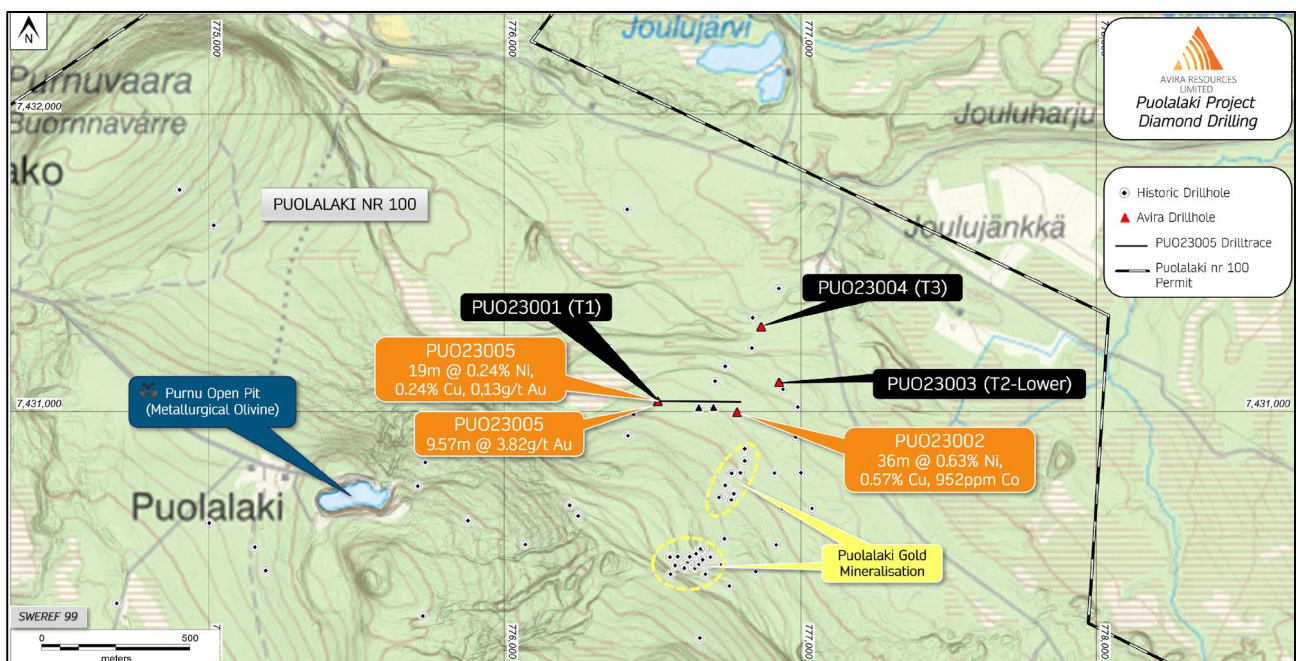 N
775,000
776,000
777,000
Joulujärvi
AVIRA RESOURCES
LIMITED
Puolalaki Project
Diamond Drilling
Purnuvaara
Buornnavárre
7,432,000
Jouluharju
ako
PUOLALAKI NR 100
Historic Drillhole
Avira Drillhole
PUO23005 Drilltrace
Puolalaki nr 100
Permit
Joulujänkkä
PUO23004 (T3)
PUO23001 (T1)
PUO23005
19m @ 0.24% Ni,
0.24% Cu, 0,13g/t Au
PUO23003 (T2-Lower)
Purnu Open Pit
(Metallurgical Olivine)
7,431,000
7,431,000
PUO23005
9.57m @ 3.82g/t Au
PUO23002
36m @ 0.63% Ni,
0.57% Cu, 952ppm Co
Puolalaki
Puolalaki Gold
Mineralisation
SWEREF 99
0 500
meters
776,000
777,000
778,000